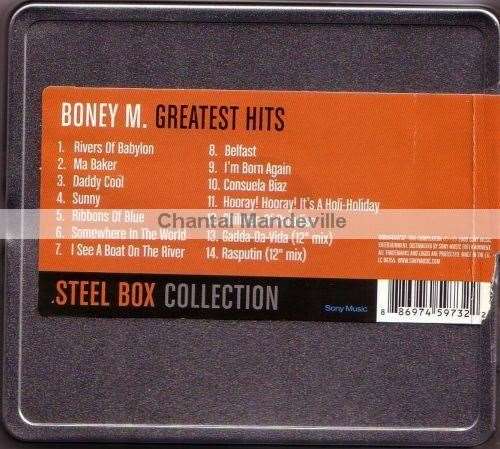 BONEY M. GREATEST HITS
1. Rivers Of Babylon
2. Ma Baker
3. Daddy Cool
4. Sunny
5. Ribbons Of Blue
6. Somewhere In The World
7. I See A Boat On The River
8. Belfast
9. I'm Born Again
10. Consuela Biaz
11. Hooray! Hooray! It's A Holi-Holiday
13. Gadda-Da-Vida (12" mix)
14. Rasputin (12" mix)
Chantal Mandeville
.STEEL BOX COLLECTION
Sony Music
8 86974 59732 2